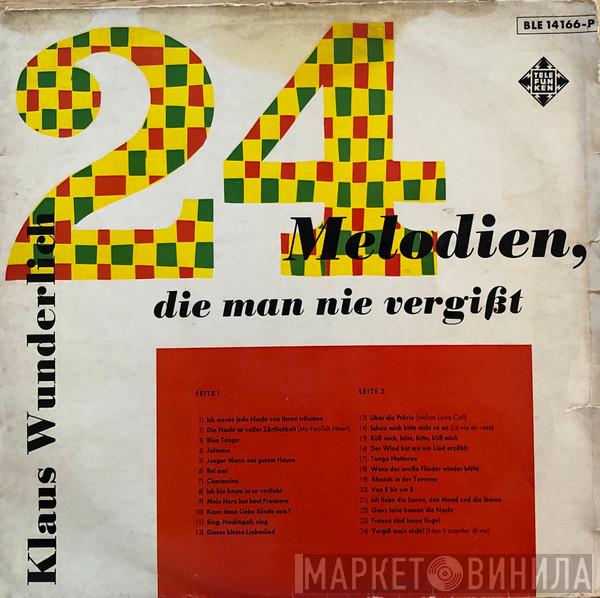 BLE 14166-P
TELE
FUN
KEN
24
Melodien,
die man nie vergißt
Klaus Wunderlich
SEITE 1
1) Ich werde jede Nacht von Ihnen träumen
2) Die Nacht ist voller Zärtlichkeit (My Foolish Heart)
3) Blue Tango
4) Jalousie
5) Junger Mann aus gutem Hause
6) Bel ami
7) Charmaine
8) Ich bin heute ja so verliebt
9) Mein Herz hat heut Premiere
10) Kann denn Liebe Sünde sein?
11) Sing, Nachtigall, sing
12) Dieses kleine Liebeslied
SEITE 2
13) Über die Prärie (Indian Love Call)
14) Schau mich bitte nicht so an (La vie en rose)
15) Küß mich, bitte, bitte, küß mich
16) Der Wind hat mir ein Lied erzählt
17) Tango Notturno
18) Wenn der weiße Flieder wieder blüht
19) Abends in der Taverne
20) Von 8 bis um 8
21) Ich liebe die Sonne, den Mond und die Sterne
22) Ganz leise kommt die Nacht
23) Frauen sind keine Engel
24) Vergiß mein nicht! (Non ti scordar di me)
МАРКЕТ ВИНИЛА